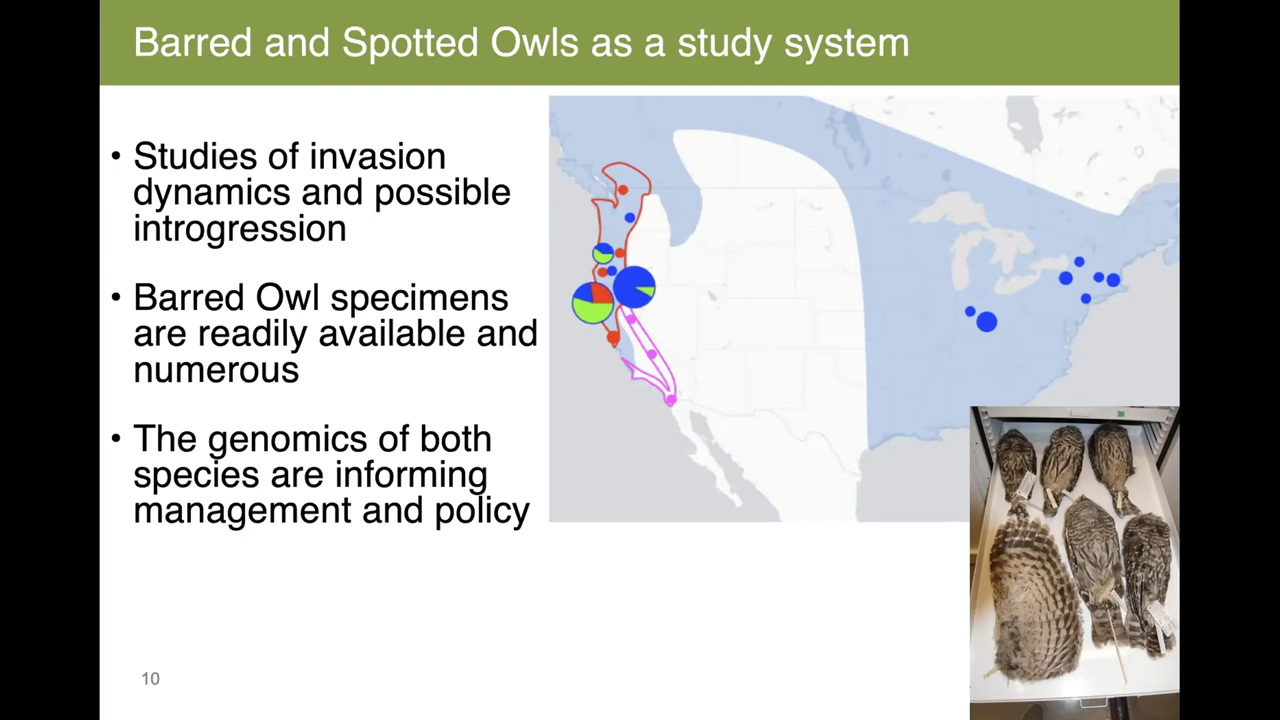 Barred and Spotted Owls as a study system
• Studies of invasion
dynamics and possible
introgression
• Barred Owl specimens
are readily available and
numerous
• The genomics of both
species are informing
management and policy
10